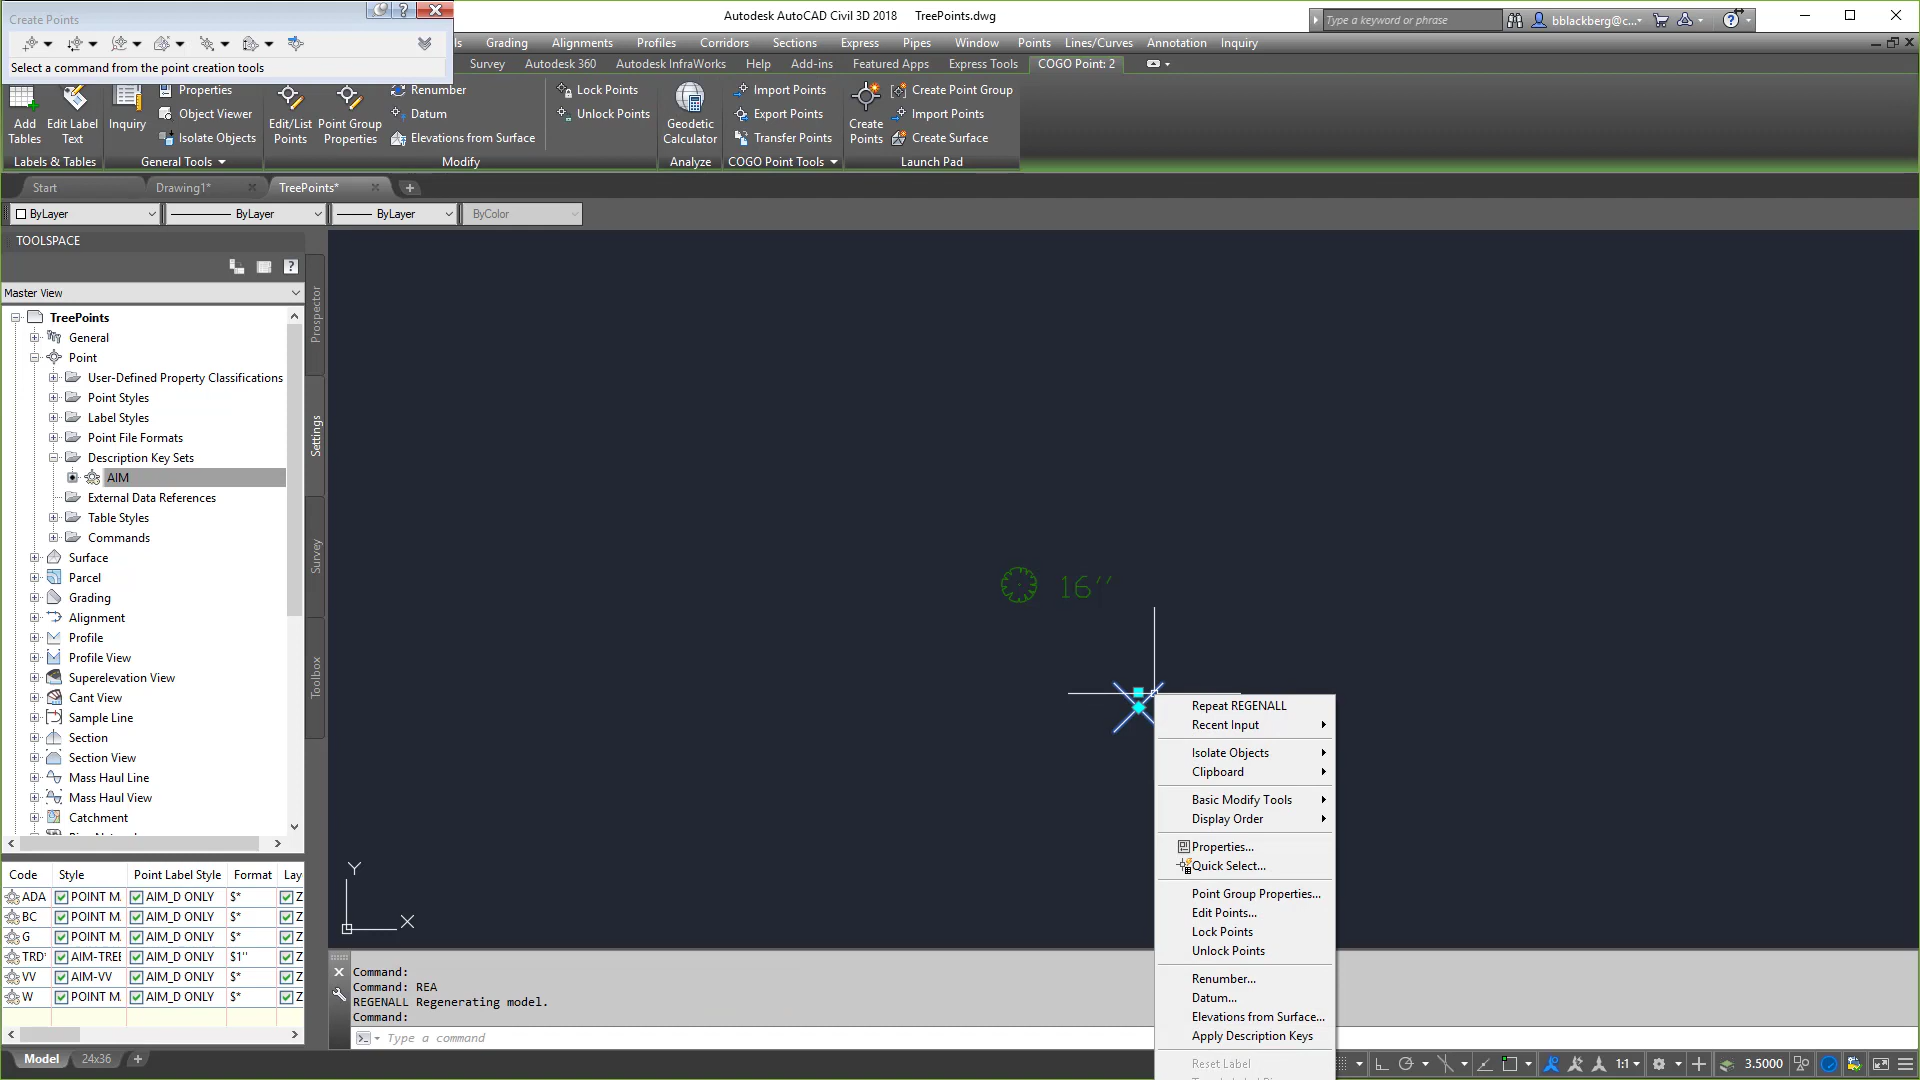 Create Points
Autodesk AutoCAD Civil 3D 2018 TreePoints.dwg
Type a keyword or phrase
bblackberg@c...
Grading Alignments Profiles Corridors Sections Express Pipes Window Points Lines/Curves Annotation Inquiry
Select a command from the point creation tools
Survey Autodesk 360 Autodesk InfraWorks Help Add-ins Featured Apps Express Tools COGO Point: 2
Add Tables
Edit Label Text
Labels & Tables
Inquiry
Properties
Object Viewer
Isolate Objects
General Tools
Edit/List Points
Point Group Properties
Renumber
Datum
Elevations from Surface
Modify
Lock Points
Unlock Points
Geodetic Calculator
Analyze
Import Points
Export Points
Transfer Points
COGO Point Tools
Create Points
Create Point Group
Import Points
Create Surface
Launch Pad
Start Drawing1* TreePoints*
ByLayer ByLayer ByLayer ByColor
TOOLSPACE
Master View
TreePoints
General
Point
User-Defined Property Classifications
Point Styles
Label Styles
Point File Formats
Description Key Sets
AIM
External Data References
Table Styles
Commands
Surface
Parcel
Grading
Alignment
Profile
Profile View
Superelevation View
Cant View
Sample Line
Section
Section View
Mass Haul Line
Mass Haul View
Catchment
Prospector
Settings
Survey
Toolbox
Code Style Point Label Style Format Lay
ADA POINT M. AIM_D ONLY $* Z
BC POINT M. AIM_D ONLY $* Z
G POINT M. AIM_D ONLY $* Z
TRD* AIM-TREE AIM_D ONLY $1'' Z
VV AIM-VV AIM_D ONLY $* Z
W POINT M. AIM_D ONLY $* Z
16''
Y
X
Repeat REGENALL
Recent Input
Isolate Objects
Clipboard
Basic Modify Tools
Display Order
Properties...
Quick Select...
Point Group Properties...
Edit Points...
Lock Points
Unlock Points
Renumber...
Datum...
Elevations from Surface...
Apply Description Keys
Reset Label
Command:
Command: REA
REGENALL Regenerating model.
Command:
Type a command
Model 24x36
1:1 3.5000